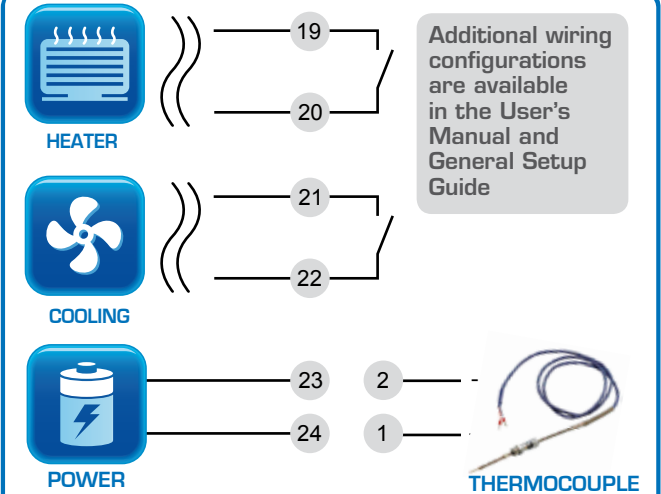 19
20
HEATER
Additional wiring
configurations
are available
in the User's
Manual and
General Setup
Guide
21
22
COOLING
23
24
POWER
2 -
1 -
THERMOCOUPLE